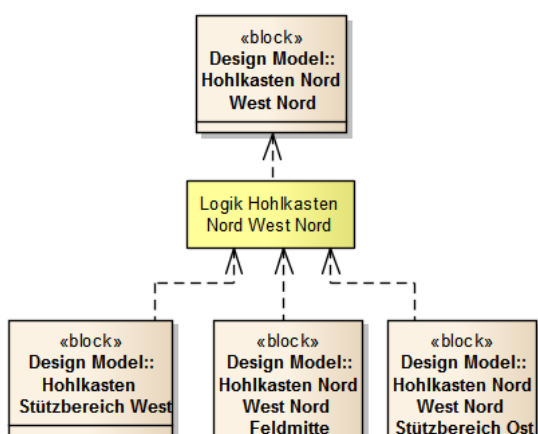 «block»
Design Model::
Hohlkasten Nord
West Nord
Logik Hohlkasten
Nord West Nord
«block»
Design Model::
Hohlkasten
Stützbereich West
«block»
Design Model::
Hohlkasten Nord
West Nord
Feldmitte
«block»
Design Model::
Hohlkasten Nord
West Nord
Stützbereich Ost